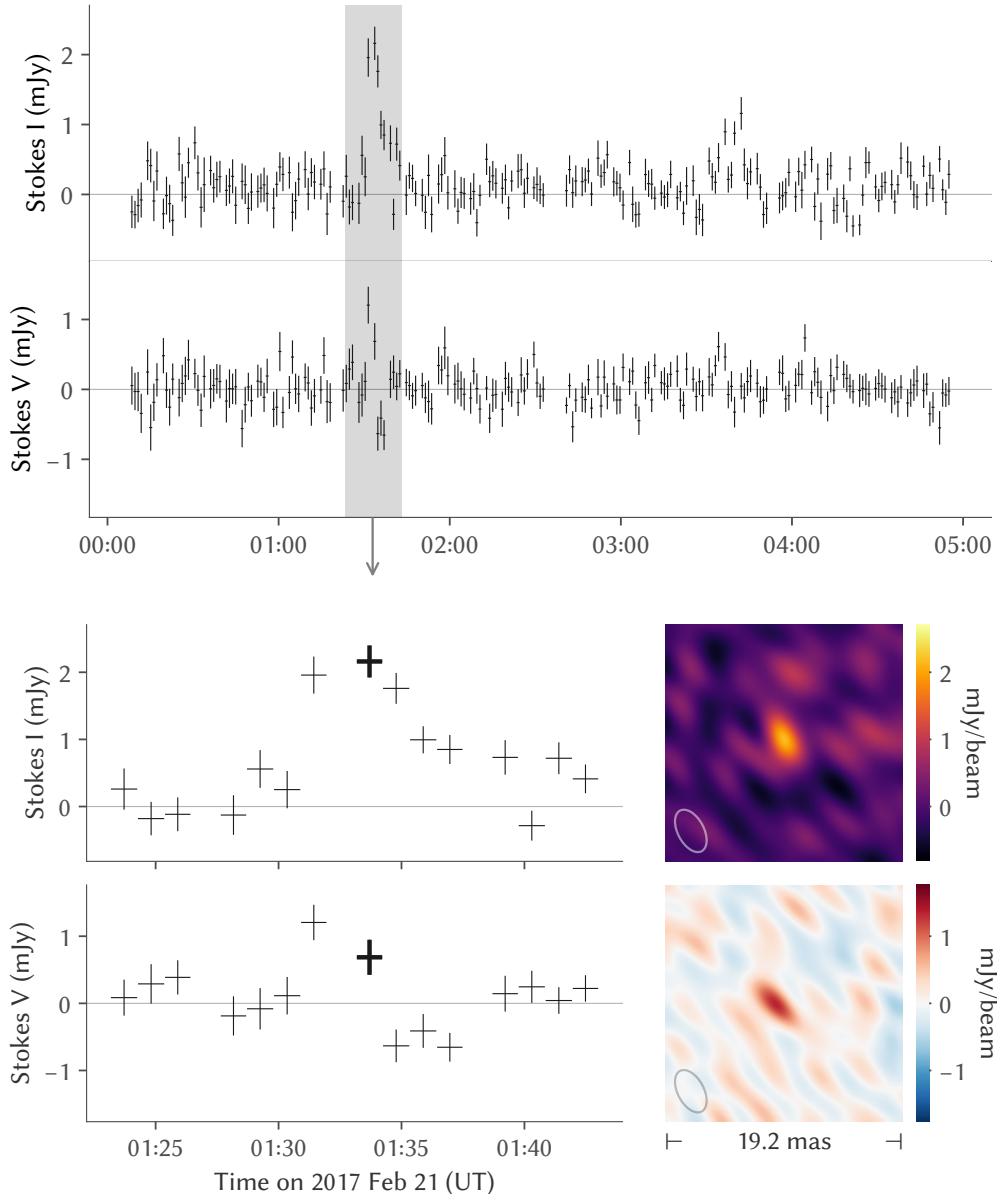 Stokes I (mJy)
2
1
0
Stokes V (mJy)
1
0
−1
00:00 01:00 02:00 03:00 04:00 05:00
Stokes I (mJy)
2
1
0
2
1
0
mJy/beam
Stokes V (mJy)
1
0
−1
1
0
−1
mJy/beam
01:25 01:30 01:35 01:40
19.2 mas
Time on 2017 Feb 21 (UT)